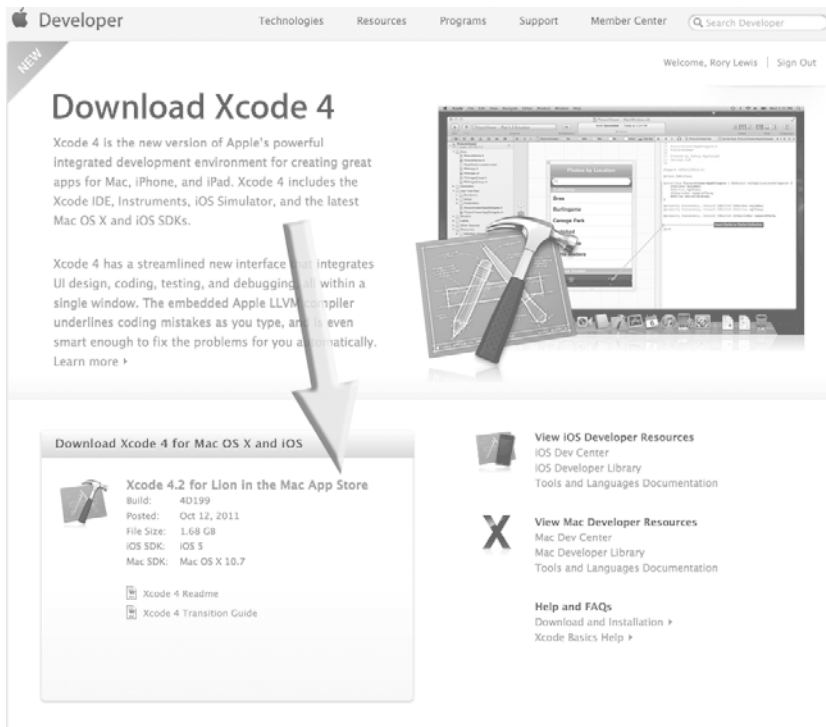 Developer
Technologies Resources Programs Support Member Center
Search Developer
NEW
Welcome, Rory Lewis | Sign Out
Download Xcode 4
Xcode 4 is the new version of Apple's powerful
integrated development environment for creating great
apps for Mac, iPhone, and iPad. Xcode 4 includes the
Xcode IDE, Instruments, iOS Simulator, and the latest
Mac OS X and iOS SDKs.
Xcode 4 has a streamlined new interface that integrates
UI design, coding, testing, and debugging all within a
single window. The embedded Apple LLVM compiler
underlines coding mistakes as you type, and is even
smart enough to fix the problems for you automatically.
Learn more
Photos by Location
Brea
Burlingame
Canoga Park
Download Xcode 4 for Mac OS X and iOS
Xcode 4.2 for Lion in the Mac App Store
Build: 4D199
Posted: Oct 12, 2011
File Size: 1.68 GB
iOS SDK: iOS 5
Mac SDK: Mac OS X 10.7
Xcode 4 Readme
Xcode 4 Transition Guide
View iOS Developer Resources
iOS Dev Center
iOS Developer Library
Tools and Languages Documentation
View Mac Developer Resources
Mac Dev Center
Mac Developer Library
Tools and Languages Documentation
Help and FAQs
Download and Installation
Xcode Basics Help